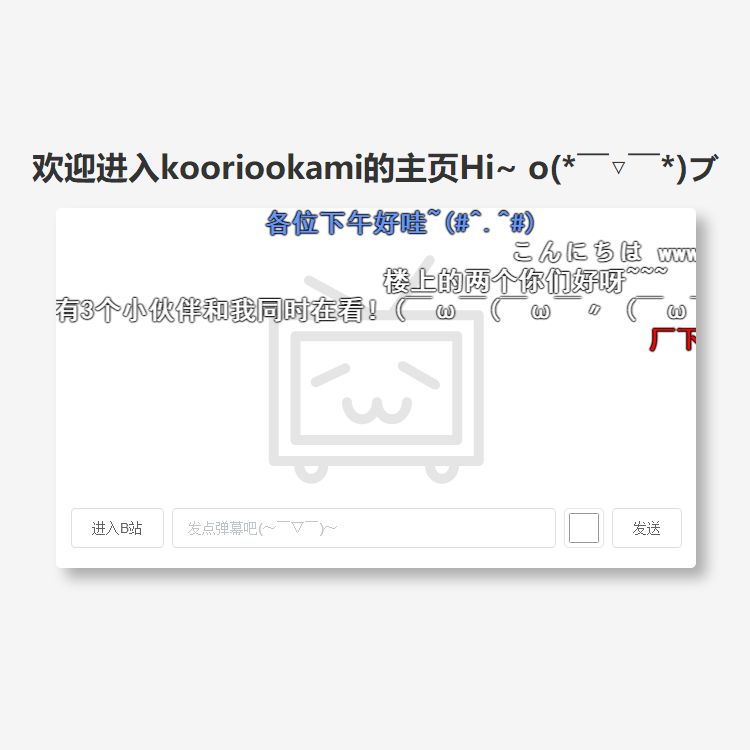 欢迎进入kooriookami的主页Hi~ o(*￣▽￣*)ブ
各位下午好哇~(#^.^#)
こんにちは www
楼上的两个你们好呀~~~
有3个小伙伴和我同时在看！(￣ω￣(￣ω￣〃 (￣ω￣
厂下
进入B站
发点弹幕吧(～￣▽￣)～
发送